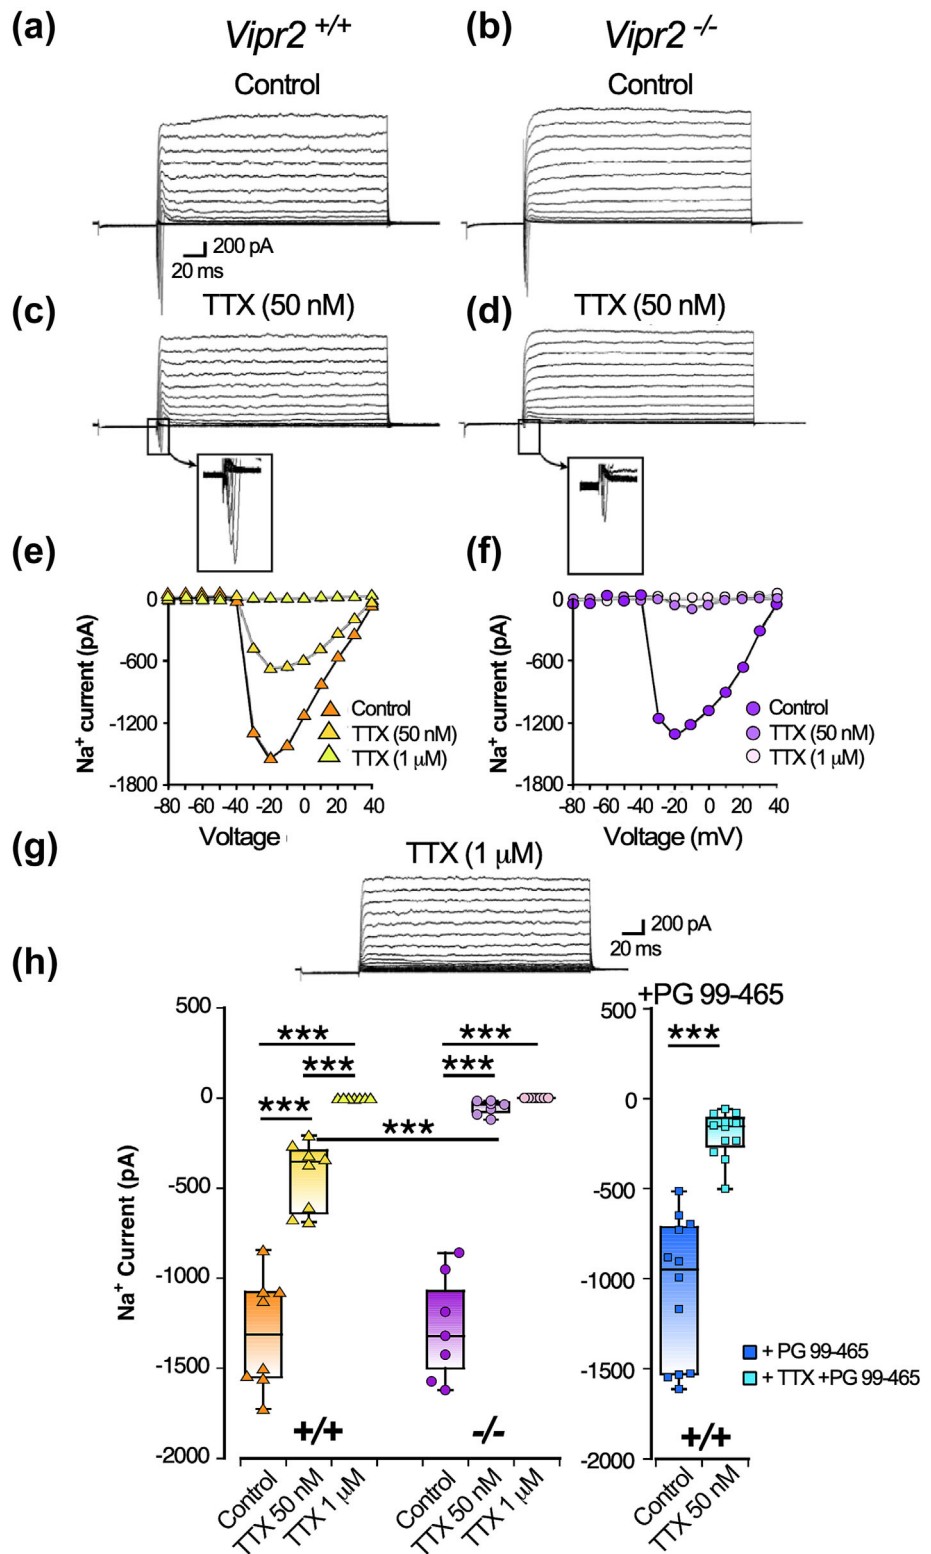 (a) Vipr2 +/+ (b) Vipr2 -/-
Control Control
200 pA
20 ms
(c) TTX (50 nM) (d) TTX (50 nM)
(e) (f)
Na+ current (pA)
0
-600
-1200
-1800
-80 -60 -40 -20 0 20 40
Voltage
Control
TTX (50 nM)
TTX (1 μM)
Na+ current (pA)
0
-600
-1200
-1800
-80 -60 -40 -20 0 20 40
Voltage (mV)
Control
TTX (50 nM)
TTX (1 μM)
(g) TTX (1 μM)
200 pA
20 ms
(h)
Na+ Current (pA)
500
0
-500
-1000
-1500
-2000
*** ***
*** ***
***
***
+/+ -/-
Control TTX 50 nM TTX 1 μM Control TTX 50 nM TTX 1 μM
+PG 99-465
500
0
-500
-1000
-1500
-2000
***
+ PG 99-465
+ TTX +PG 99-465
+/+
Control TTX 50 nM